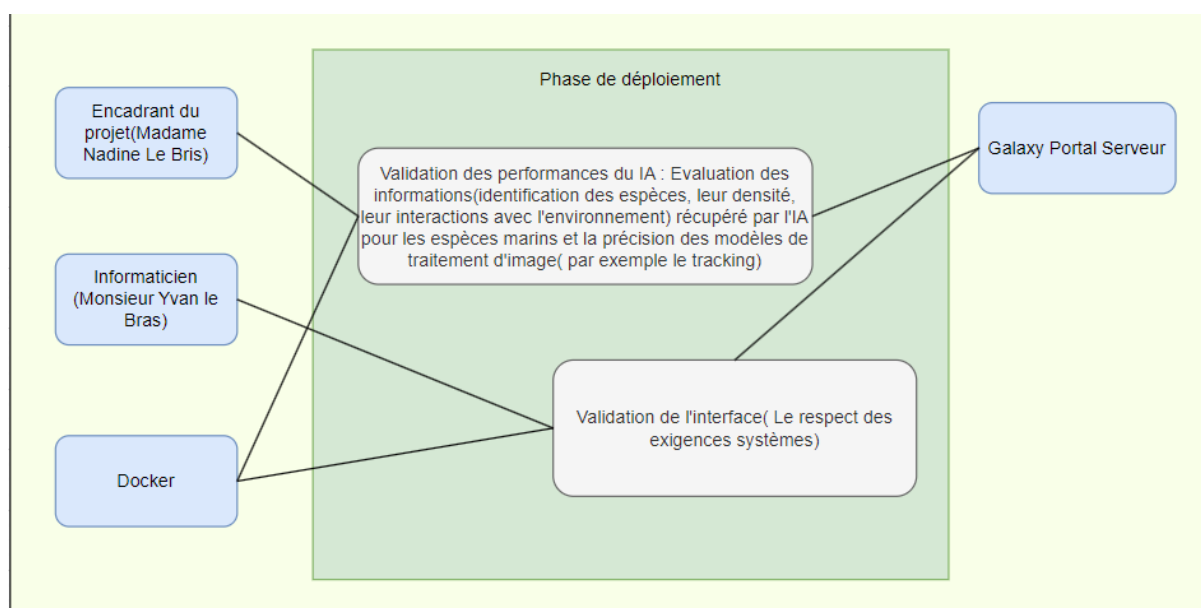 Phase de déploiement
Encadrant du
projet(Madame
Nadine Le Bris)
Galaxy Portal Serveur
Validation des performances du IA : Evaluation des
informations(identification des espèces, leur densité,
leur interactions avec l'environnement) récupéré par l'IA
pour les espèces marins et la précision des modèles de
traitement d'image( par exemple le tracking)
Informaticien
(Monsieur Yvan le
Bras)
Validation de l'interface( Le respect des
exigences systèmes)
Docker